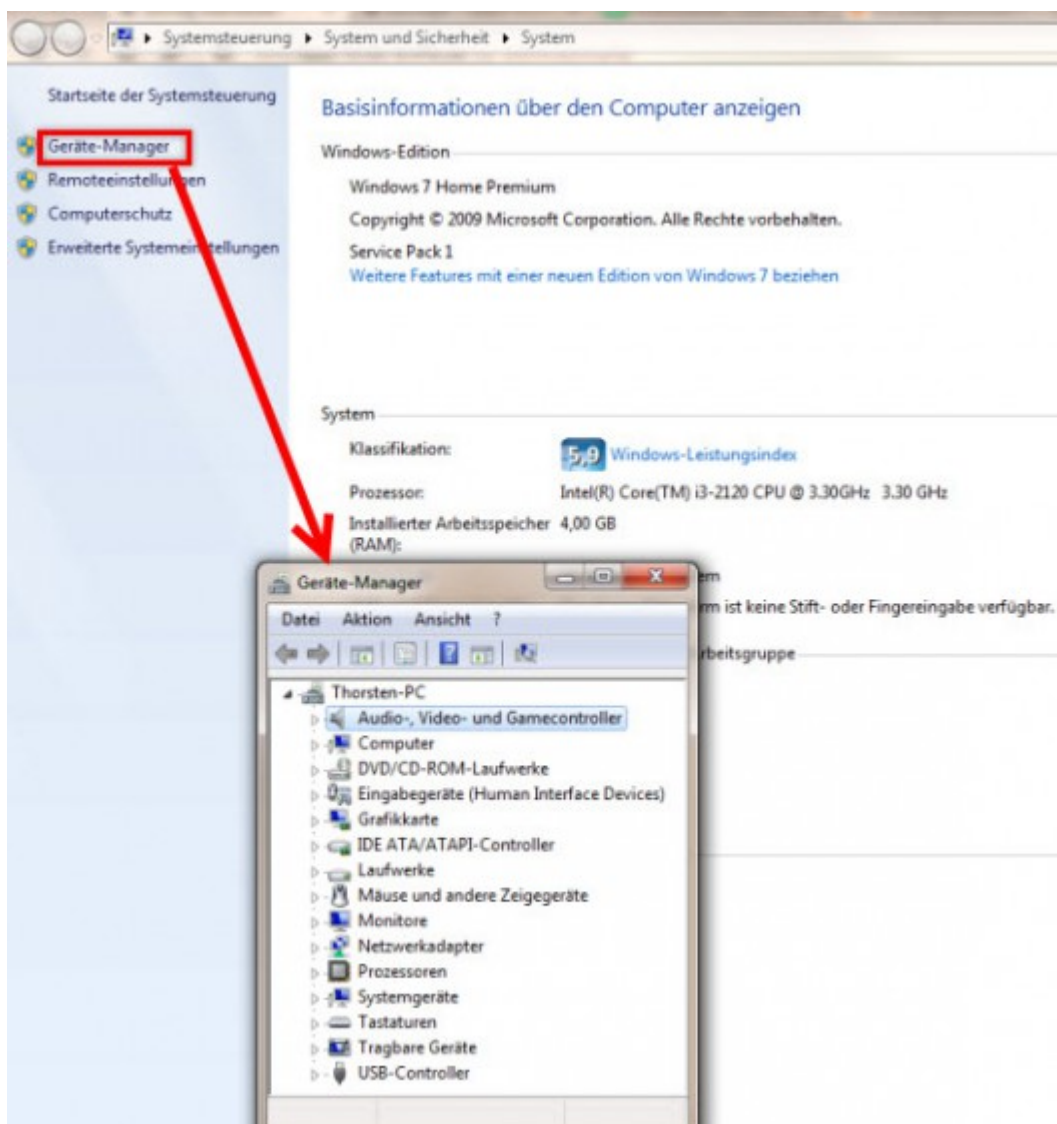 Systemsteuerung ▸ System und Sicherheit ▸ System
Startseite der Systemsteuerung
Geräte-Manager
Remoteeinstellungen
Computerschutz
Erweiterte Systemeinstellungen
Basisinformationen über den Computer anzeigen
Windows-Edition
Windows 7 Home Premium
Copyright © 2009 Microsoft Corporation. Alle Rechte vorbehalten.
Service Pack 1
Weitere Features mit einer neuen Edition von Windows 7 beziehen
System
Klassifikation:
5,9 Windows-Leistungsindex
Prozessor: Intel(R) Core(TM) i3-2120 CPU @ 3.30GHz 3.30 GHz
Installierter Arbeitsspeicher 4,00 GB
(RAM):
ist keine Stift- oder Fingereingabe verfügbar.
Geräte-Manager
Datei Aktion Ansicht ?
Thorsten-PC
Audio-, Video- und Gamecontroller
Computer
DVD/CD-ROM-Laufwerke
Eingabegeräte (Human Interface Devices)
Grafikkarte
IDE ATA/ATAPI-Controller
Laufwerke
Mäuse und andere Zeigegeräte
Monitore
Netzwerkadapter
Prozessoren
Systemgeräte
Tastaturen
Tragbare Geräte
USB-Controller